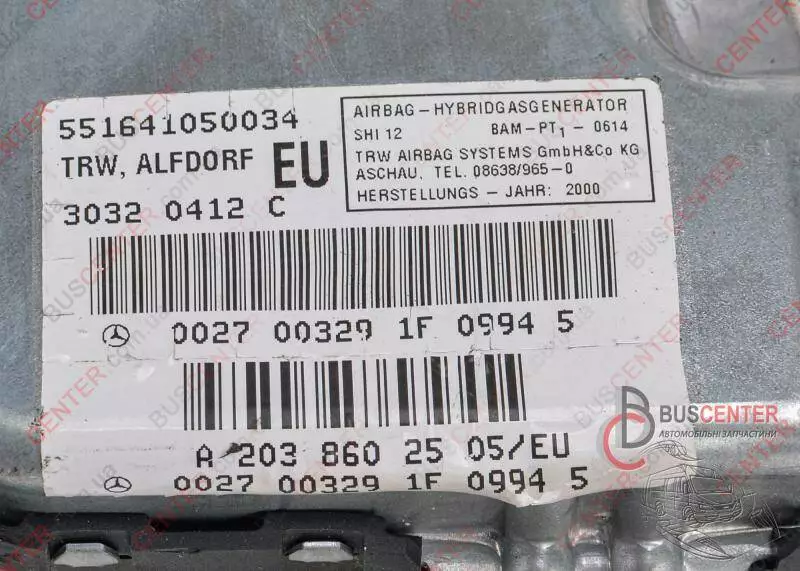 551641050034
TRW, ALFDORF EU
30320412 C
AIRBAG – HYBRIDGASGENERATOR
SHI 12 BAM–PT1 – 0614
TRW AIRBAG SYSTEMS GmbH&Co KG
ASCHAU. TEL. 08638/965–0
HERSTELLUNGS – JAHR: 2000
0027 00329 1F 0994 5
A 203 860 25 05/EU
0027 00329 1F 0994 5
BUSCENTER
АВТОМОБІЛЬНІ ЗАПЧАСТИНИ